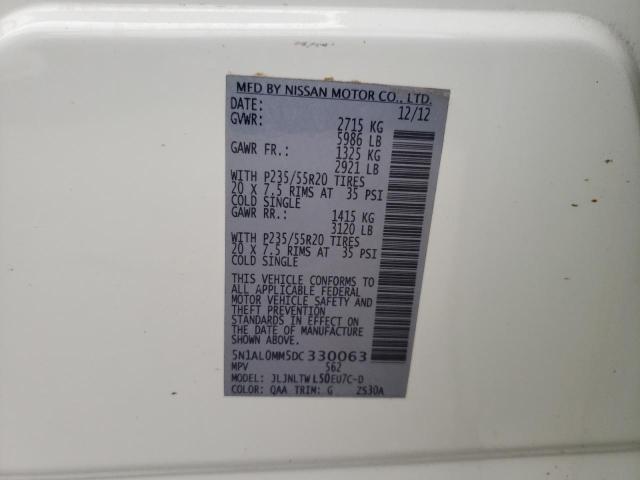 MFD BY NISSAN MOTOR CO., LTD.
DATE: 12/12
GVWR: 2715 KG
5986 LB
GAWR FR.: 1325 KG
2921 LB
WITH P235/55R20 TIRES
20 X 7.5 RIMS AT 35 PSI
COLD SINGLE
GAWR RR.: 1415 KG
3120 LB
WITH P235/55R20 TIRES
20 X 7.5 RIMS AT 35 PSI
COLD SINGLE
THIS VEHICLE CONFORMS TO
ALL APPLICABLE FEDERAL
MOTOR VEHICLE SAFETY AND
THEFT PREVENTION
STANDARDS IN EFFECT ON
THE DATE OF MANUFACTURE
SHOWN ABOVE.
5N1AL0MM5DC330063
MPV 562
MODEL: JLJNLTWL50EU7C-D
COLOR: QAA TRIM: G ZS30A